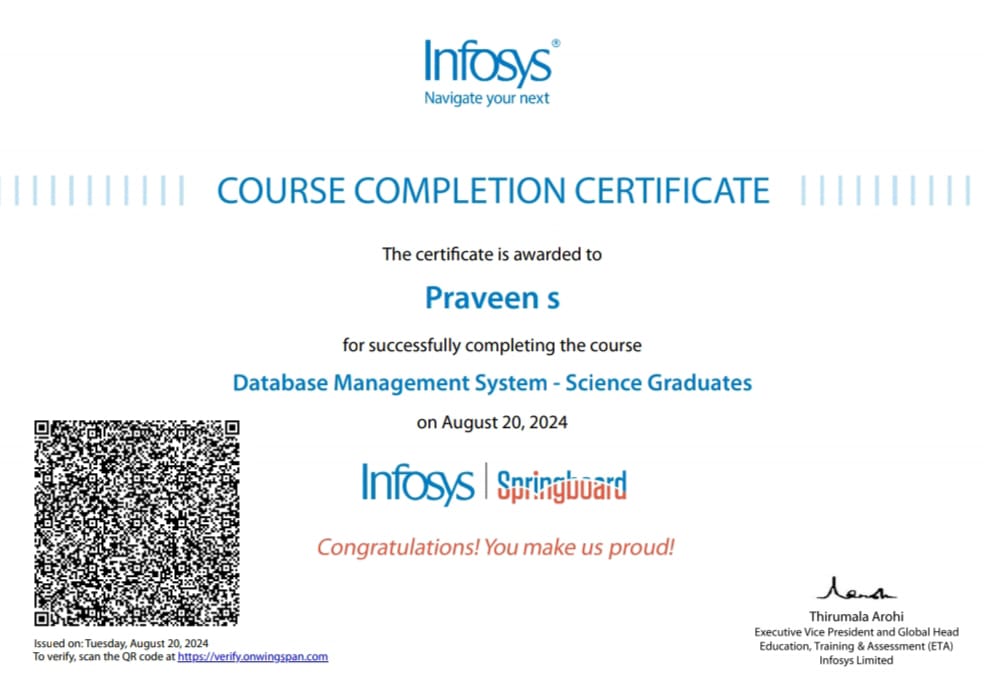 Infosys®
Navigate your next
COURSE COMPLETION CERTIFICATE
The certificate is awarded to
Praveen s
for successfully completing the course
Database Management System - Science Graduates
on August 20, 2024
Infosys | Springboard
Congratulations! You make us proud!
Issued on: Tuesday, August 20, 2024
To verify, scan the QR code at https://verify.onwingspan.com
Thirumala Arohi
Executive Vice President and Global Head
Education, Training & Assessment (ETA)
Infosys Limited